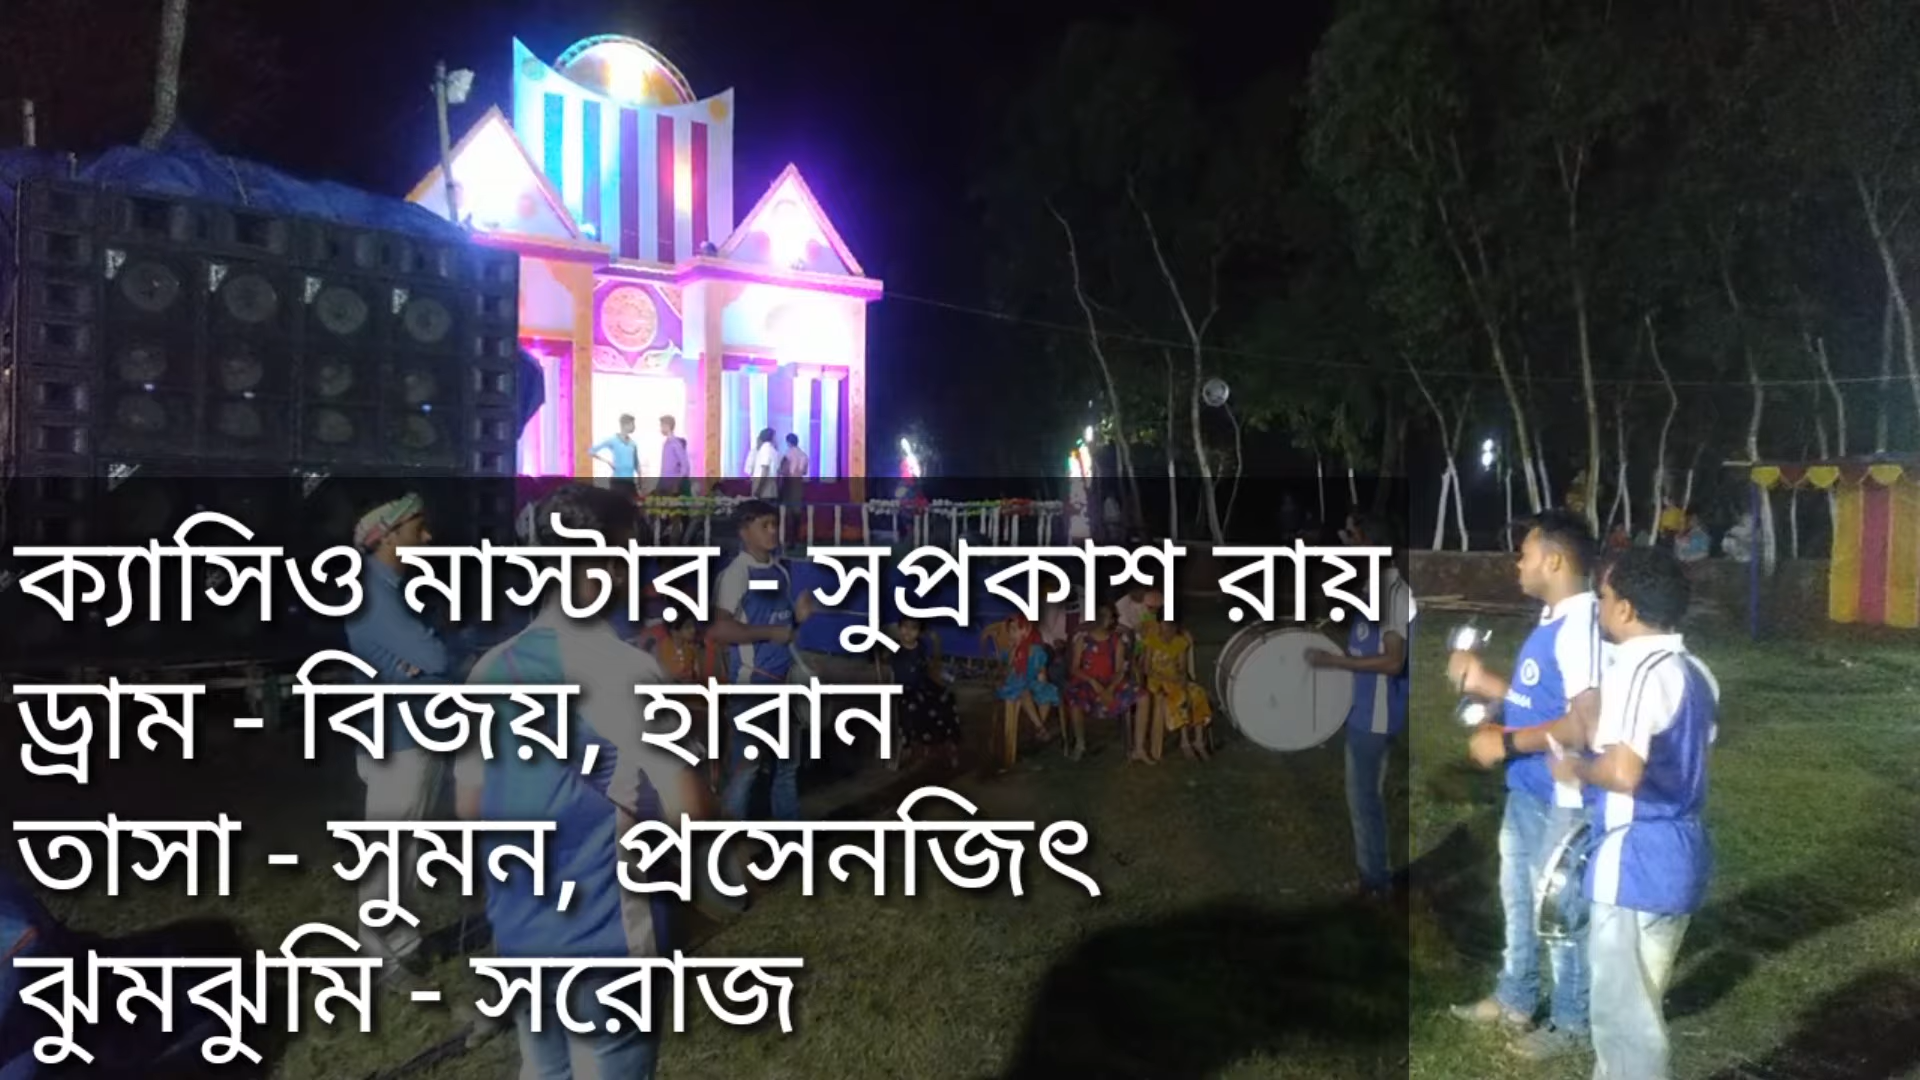 ক্যাসিও মাস্টার - সুপ্রকাশ রায়
ড্রাম - বিজয়, হারান
তাসা - সুমন, প্রসেনজিৎ
ঝুমঝুমি - সরোজ